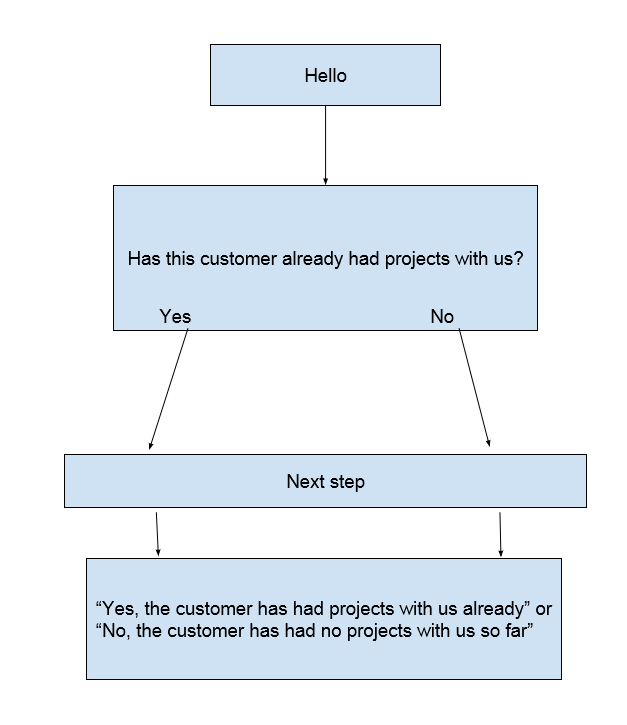 Hello
Has this customer already had projects with us?
Yes
No
Next step
“Yes, the customer has had projects with us already” or
“No, the customer has had no projects with us so far”